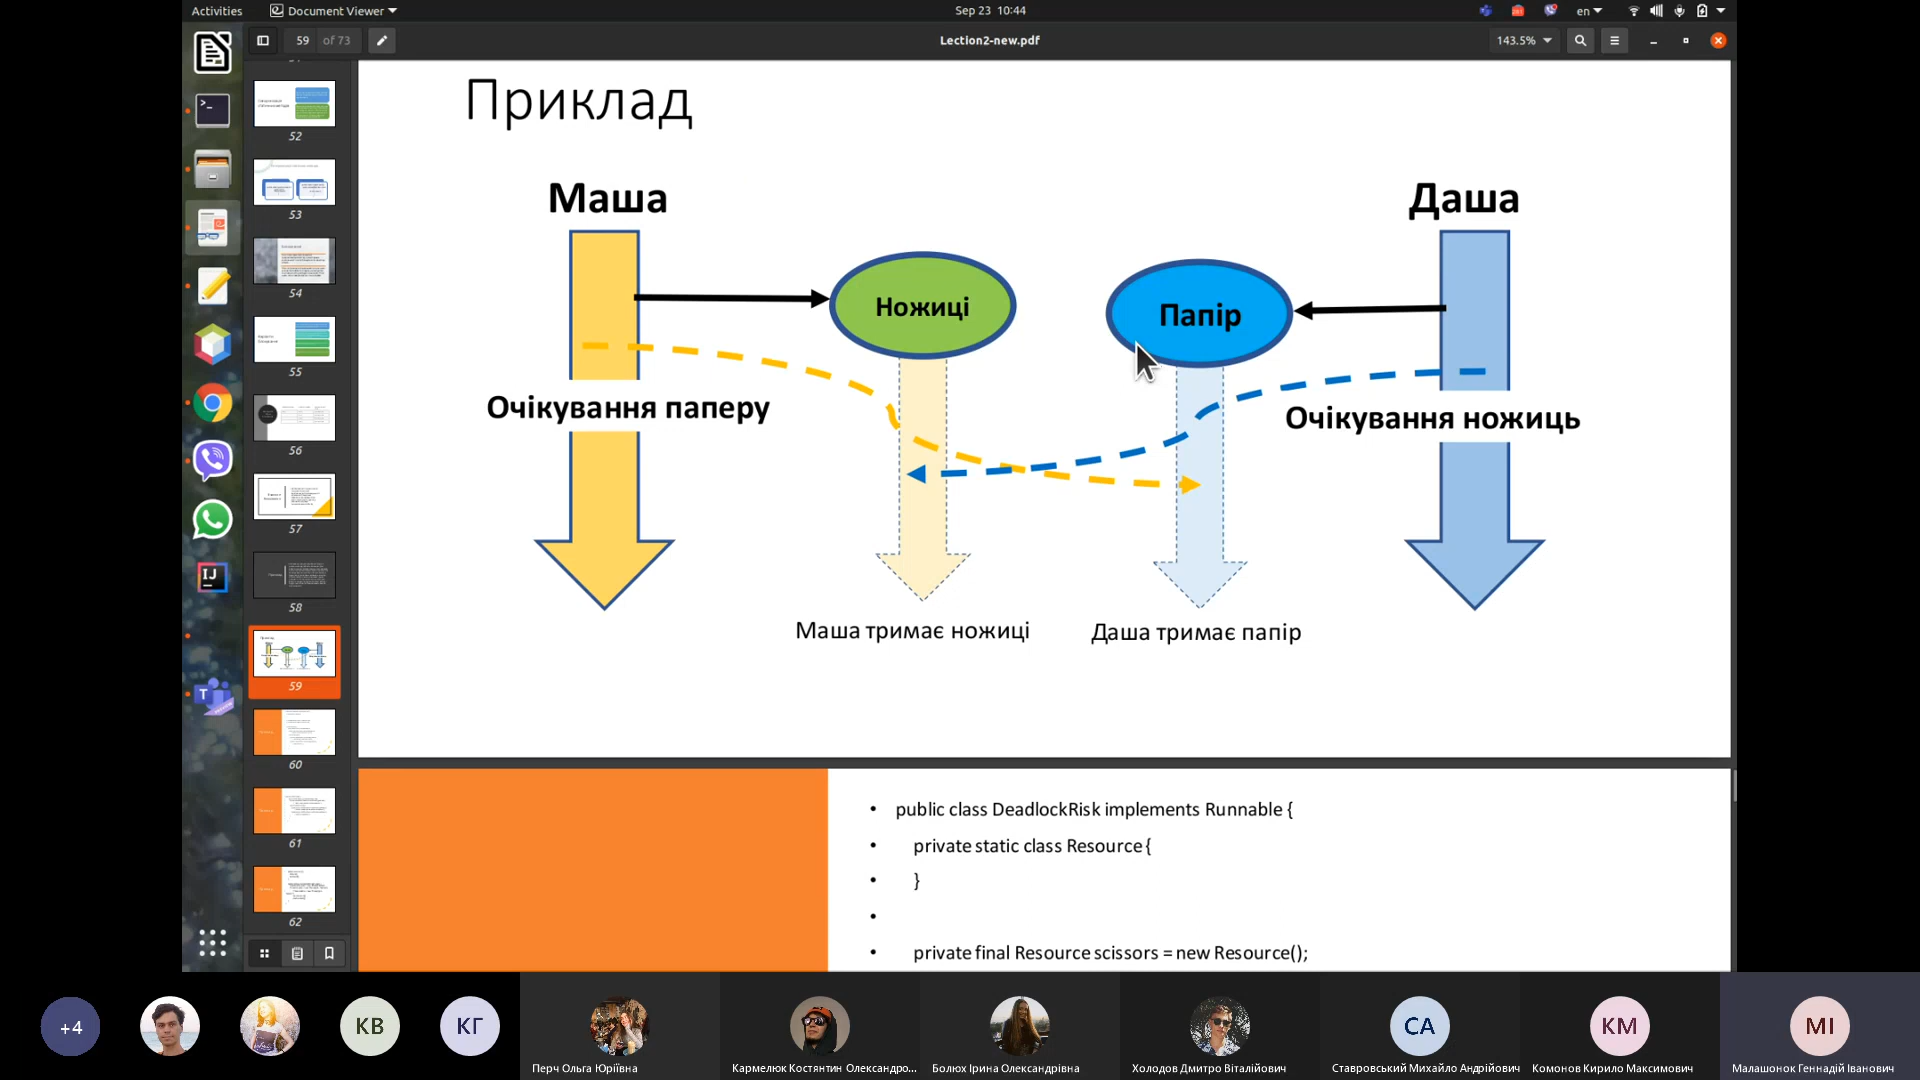 Activities
Document Viewer
Sep 23 10:44
en
59 of 73
Lection2-new.pdf
143.5%
52
53
54
55
56
57
58
59
60
61
62
Приклад
Маша
Даша
Ножиці
Папір
Очікування паперу
Очікування ножиць
Маша тримає ножиці
Даша тримає папір
• public class DeadlockRisk implements Runnable {
• private static class Resource {
• }
•
• private final Resource scissors = new Resource();
+4
КВ
КГ
СА
КМ
МІ
Перч Ольга Юріївна
Кармелюк Костянтин Олександро...
Болюх Ірина Олександрівна
Холодов Дмитро Віталійович
Ставровський Михайло Андрійович
Комонов Кирило Максимович
Малашонок Геннадій Іванович